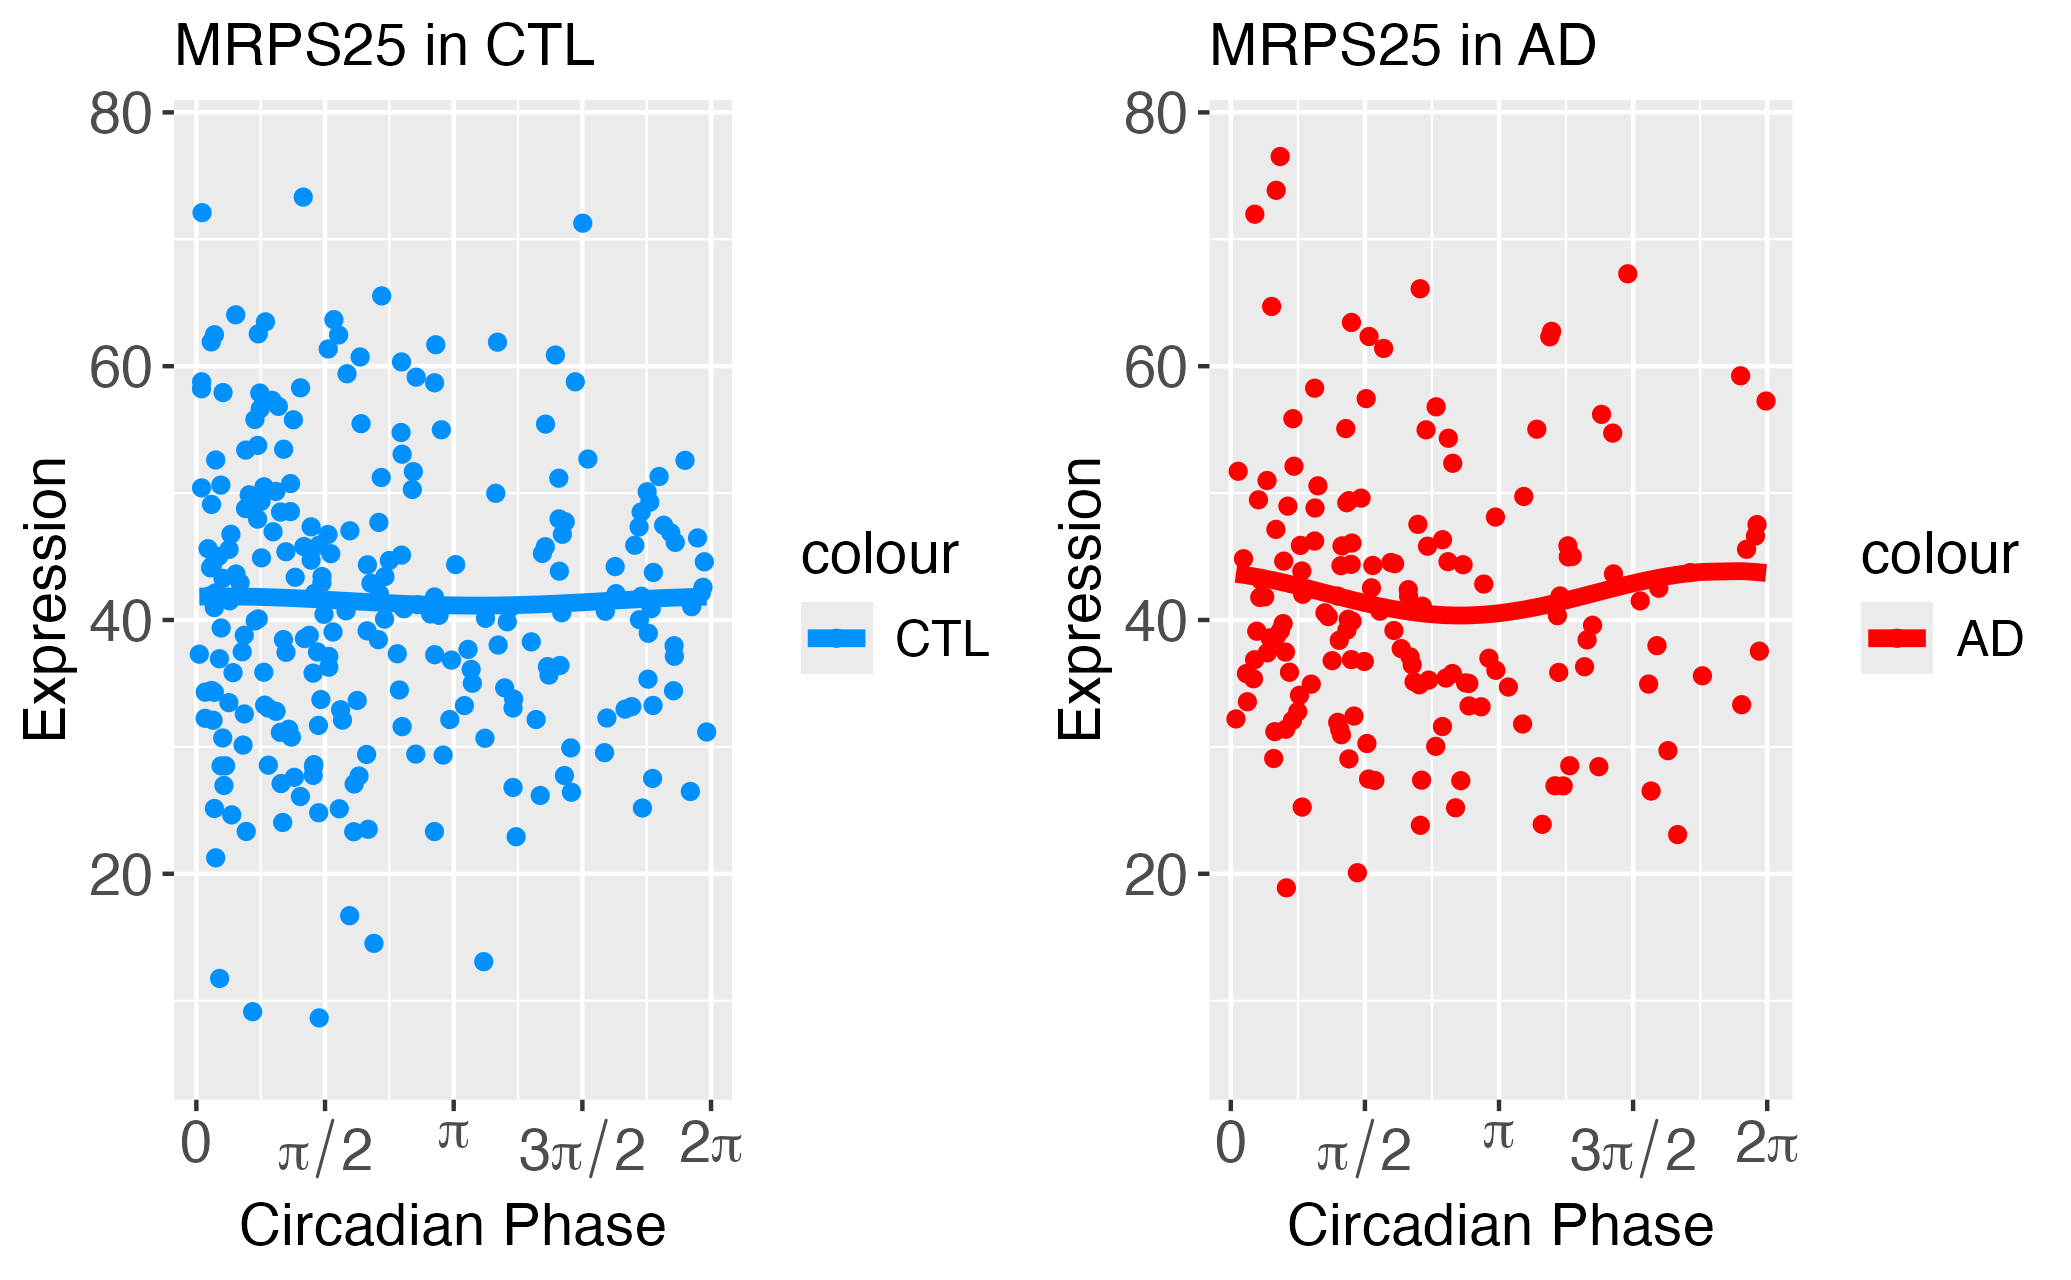 MRPS25 in CTL
80
60
40
20
Expression
0
π/2
π
3π/2
2π
Circadian Phase
colour
CTL
MRPS25 in AD
80
60
40
20
Expression
0
π/2
π
3π/2
2π
Circadian Phase
colour
AD